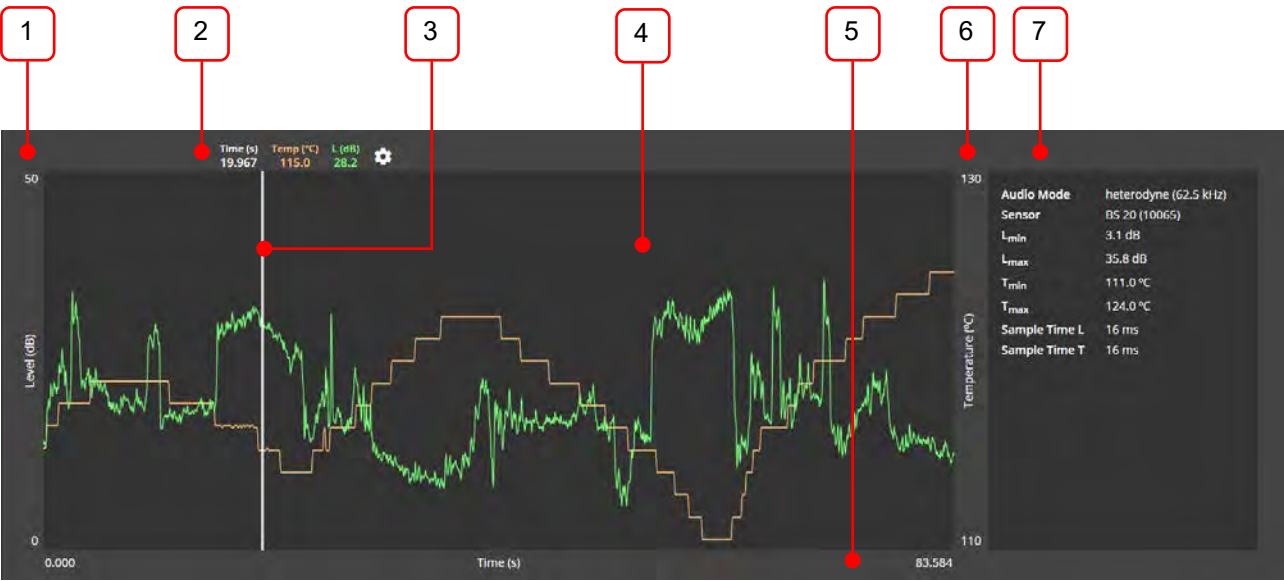 1
2
3
4
5
6
7
Time (s) Temp (°C) L (dB)
19.967 115.0 28.2
50
130
Level (dB)
Temperature (°C)
0
110
0.000
Time (s)
83.584
Audio Mode heterodyne (62.5 kHz)
Sensor BS 20 (10065)
Lmin 3.1 dB
Lmax 35.8 dB
Tmin 111.0 °C
Tmax 124.0 °C
Sample Time L 16 ms
Sample Time T 16 ms